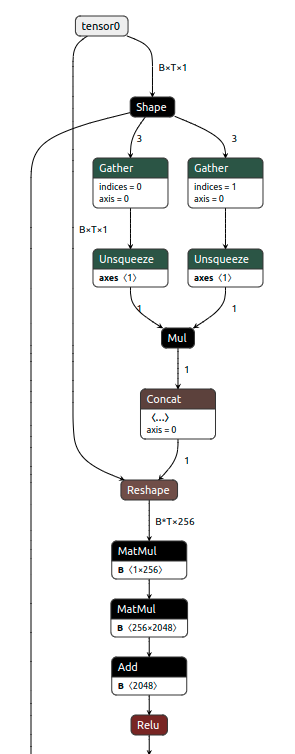 tensor0
B×T×1
Shape
3
3
Gather
indices = 0
axis = 0
Gather
indices = 1
axis = 0
B×T×1
Unsqueeze
axes 〈1〉
Unsqueeze
axes 〈1〉
1
1
Mul
1
Concat
〈...〉
axis = 0
1
Reshape
B*T×256
MatMul
B 〈1×256〉
MatMul
B 〈256×2048〉
Add
B 〈2048〉
Relu